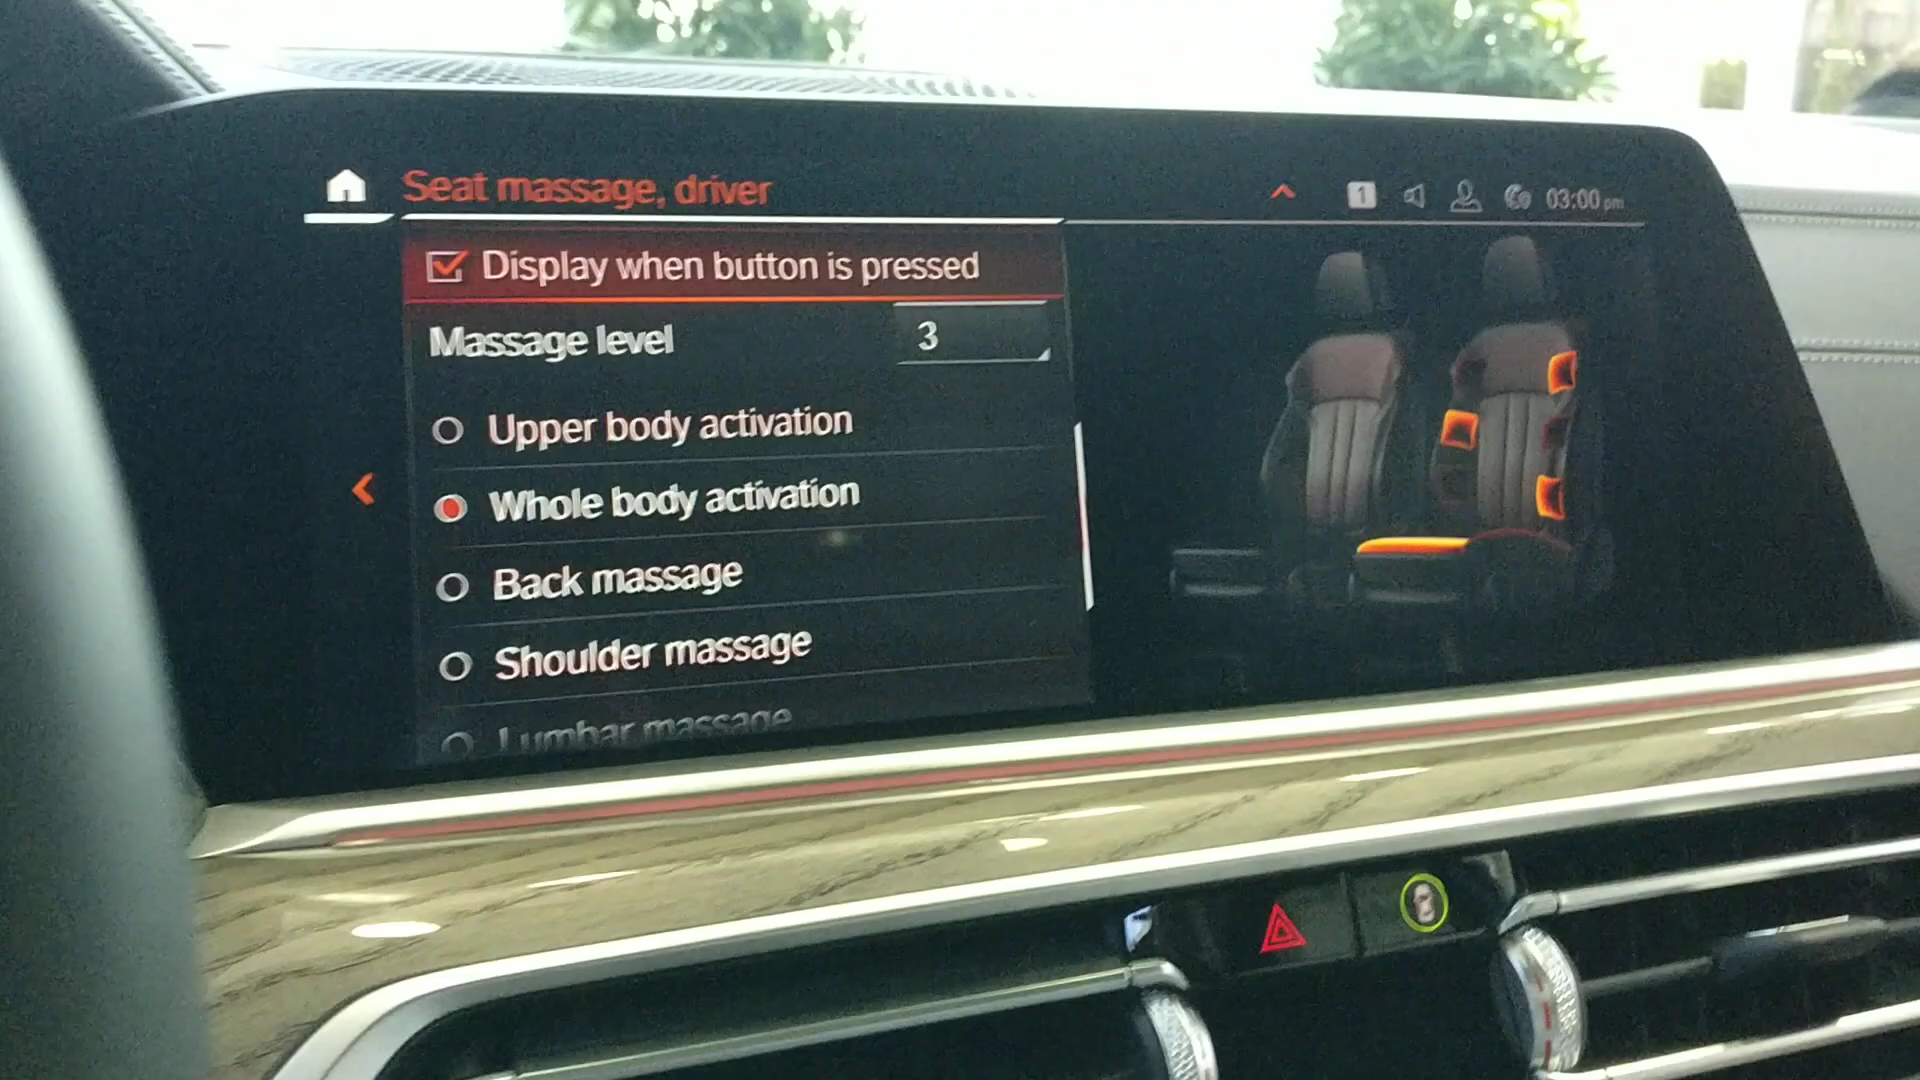 Seat massage, driver
1
03:00 pm
Display when button is pressed
Massage level 3
Upper body activation
Whole body activation
Back massage
Shoulder massage
Lumbar massage